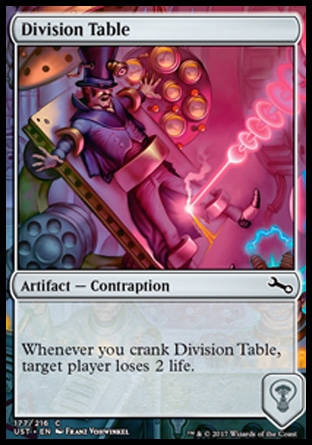 Division Table
Artifact — Contraption
Whenever you crank Division Table,
target player loses 2 life.
177/216 C
UST • EN Franz Vohwinkel
™ & © 2017 Wizards of the Coast